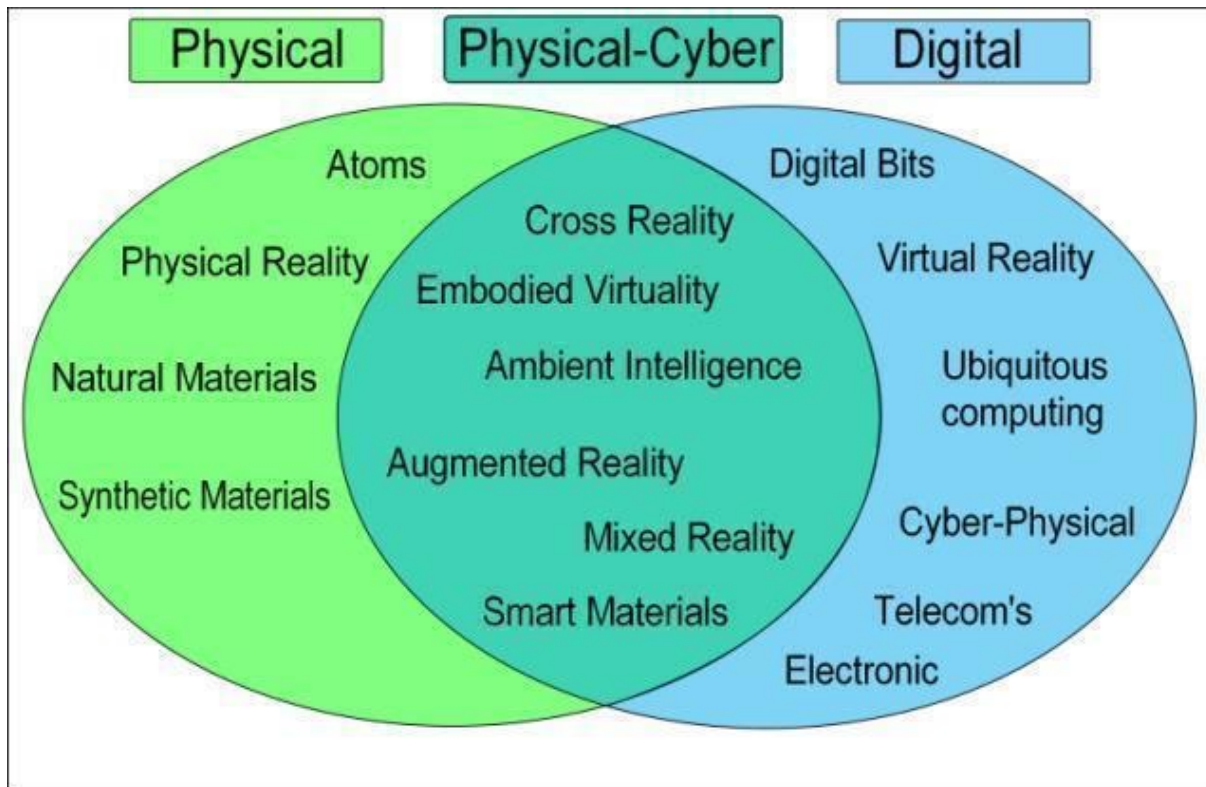 Physical
Physical-Cyber
Digital
Atoms
Physical Reality
Natural Materials
Synthetic Materials
Cross Reality
Embodied Virtuality
Ambient Intelligence
Augmented Reality
Mixed Reality
Smart Materials
Digital Bits
Virtual Reality
Ubiquitous
computing
Cyber-Physical
Telecom's
Electronic